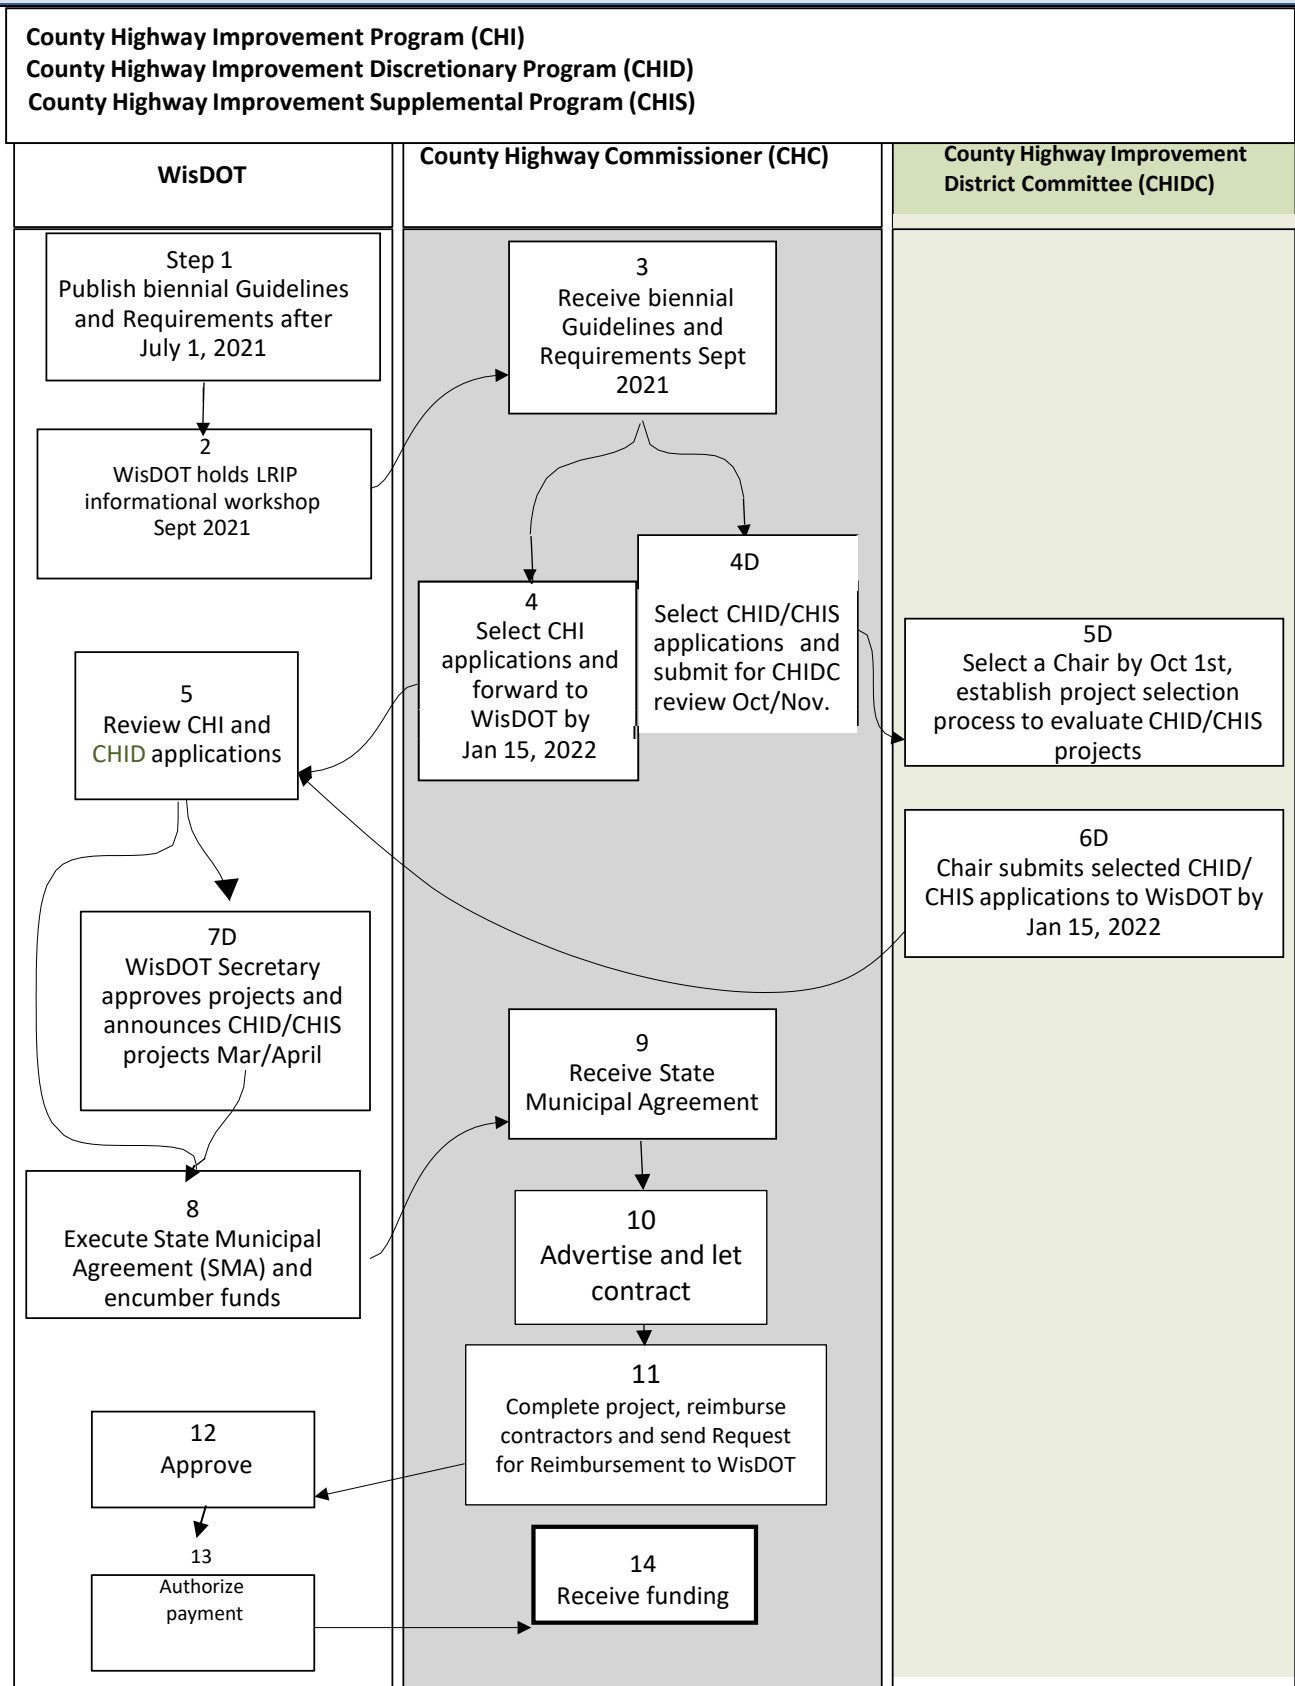 County Highway Improvement Program (CHI)
County Highway Improvement Discretionary Program (CHID)
County Highway Improvement Supplemental Program (CHIS)
WisDOT
County Highway Commissioner (CHC)
County Highway Improvement
District Committee (CHIDC)
Step 1
Publish biennial Guidelines
and Requirements after
July 1, 2021
2
WisDOT holds LRIP
informational workshop
Sept 2021
3
Receive biennial
Guidelines and
Requirements Sept
2021
4
Select CHI
applications and
forward to
WisDOT by
Jan 15, 2022
4D
Select CHID/CHIS
applications and
submit for CHIDC
review Oct/Nov.
5D
Select a Chair by Oct 1st,
establish project selection
process to evaluate CHID/CHIS
projects
5
Review CHI and
CHID applications
6D
Chair submits selected CHID/
CHIS applications to WisDOT by
Jan 15, 2022
7D
WisDOT Secretary
approves projects and
announces CHID/CHIS
projects Mar/April
8
Execute State Municipal
Agreement (SMA) and
encumber funds
9
Receive State
Municipal Agreement
10
Advertise and let
contract
11
Complete project, reimburse
contractors and send Request
for Reimbursement to WisDOT
12
Approve
13
Authorize
payment
14
Receive funding